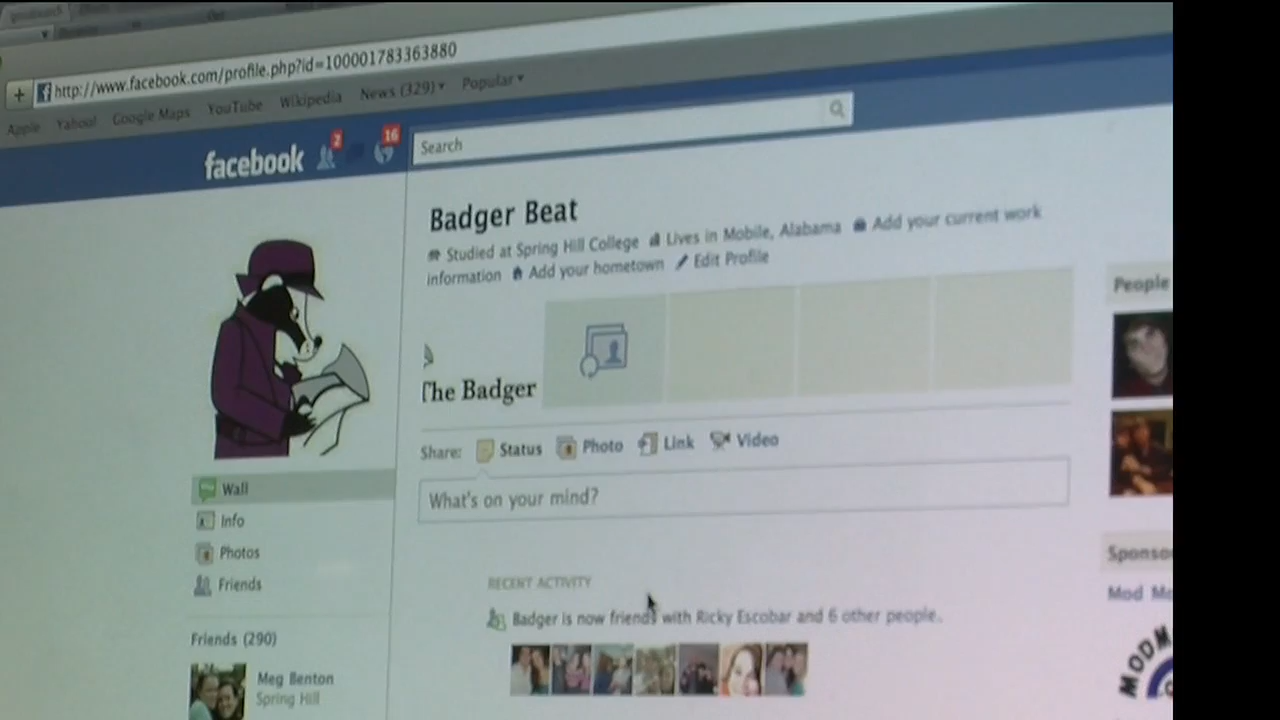 http://www.facebook.com/profile.php?id=100001783363880
Apple Yahoo! Google Maps YouTube Wikipedia News (329) Popular
facebook 2 16 Search
Badger Beat
Studied at Spring Hill College Lives in Mobile, Alabama Add your current work
information Add your hometown Edit Profile
People
The Badger
Share: Status Photo Link Video
What's on your mind?
Wall
Info
Photos
Friends
RECENT ACTIVITY
Badger is now friends with Ricky Escobar and 6 other people.
Sponso
Mod Mo
MODM
Friends (290)
Meg Benton
Spring Hill